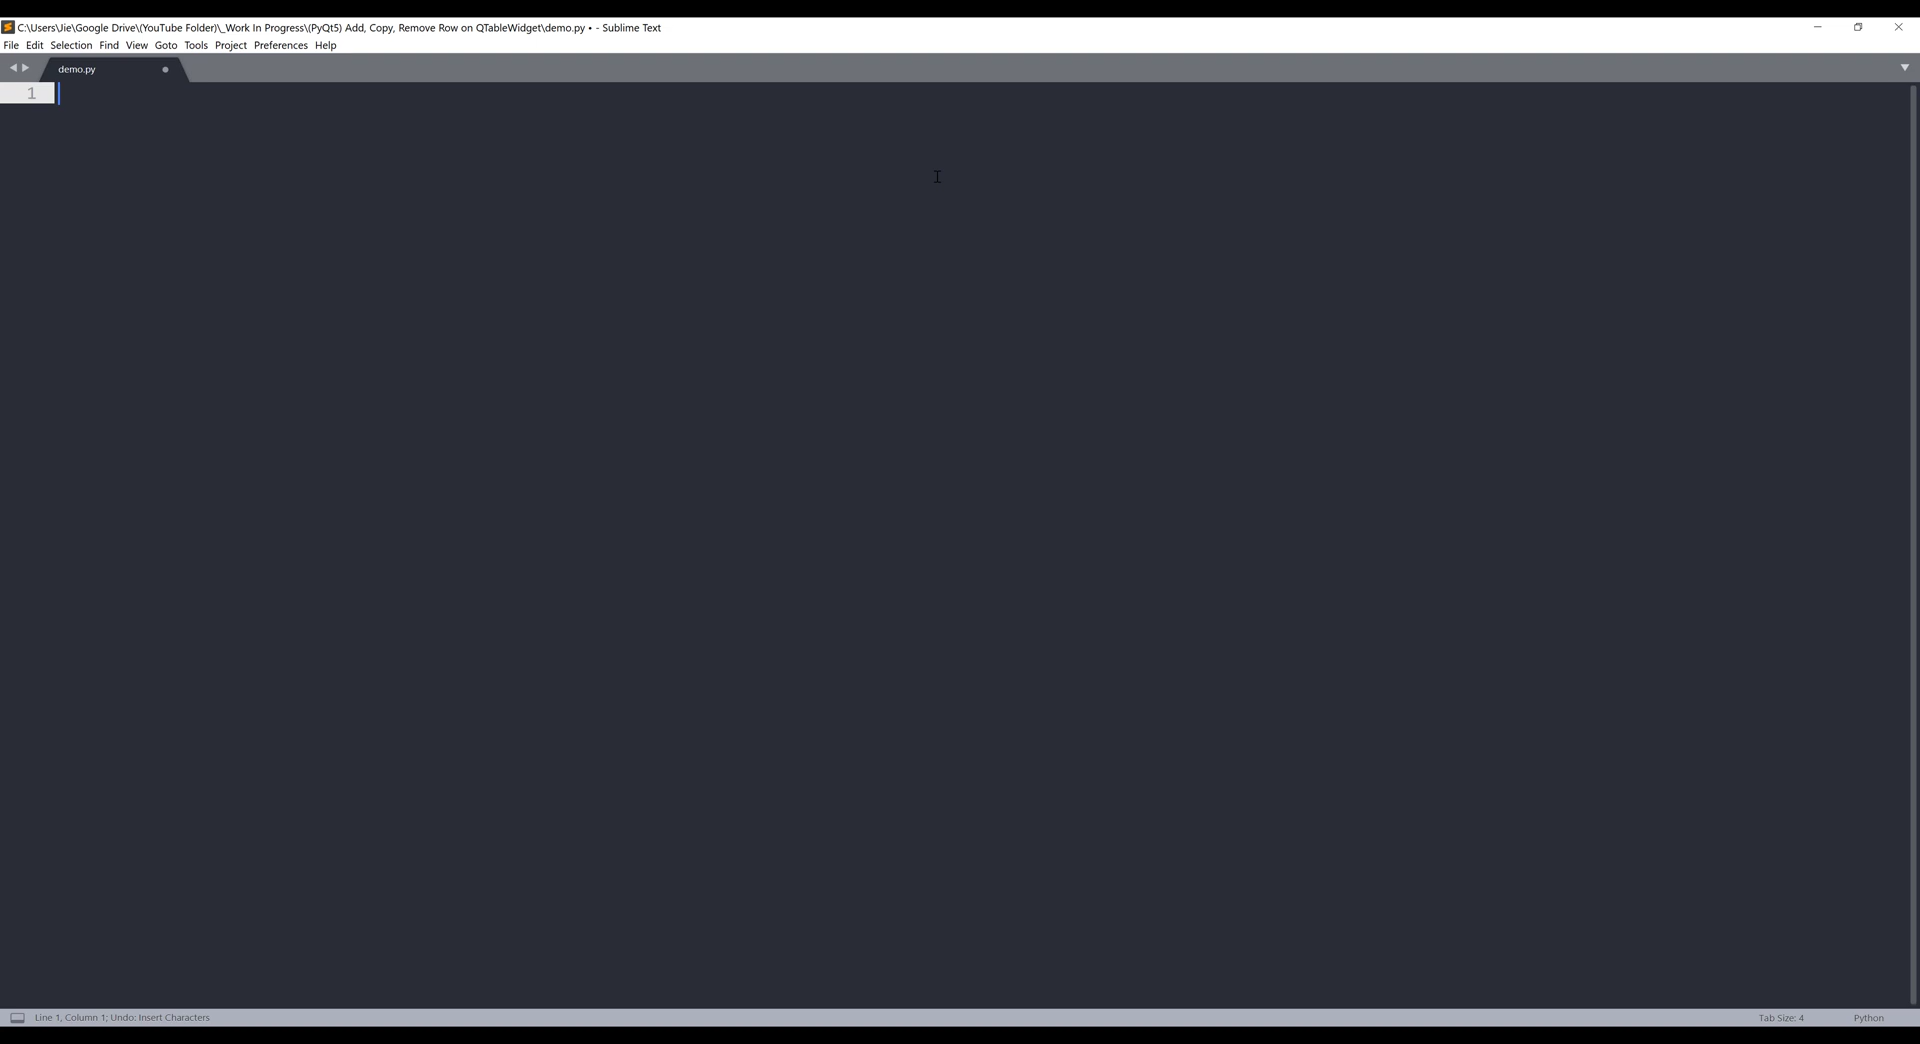 C:\Users\Jie\Google Drive\(YouTube Folder)\_Work In Progress\(PyQt5) Add, Copy, Remove Row on QTableWidget\demo.py • - Sublime Text
File Edit Selection Find View Goto Tools Project Preferences Help
demo.py
1
Line 1, Column 1; Undo: Insert Characters Tab Size: 4 Python